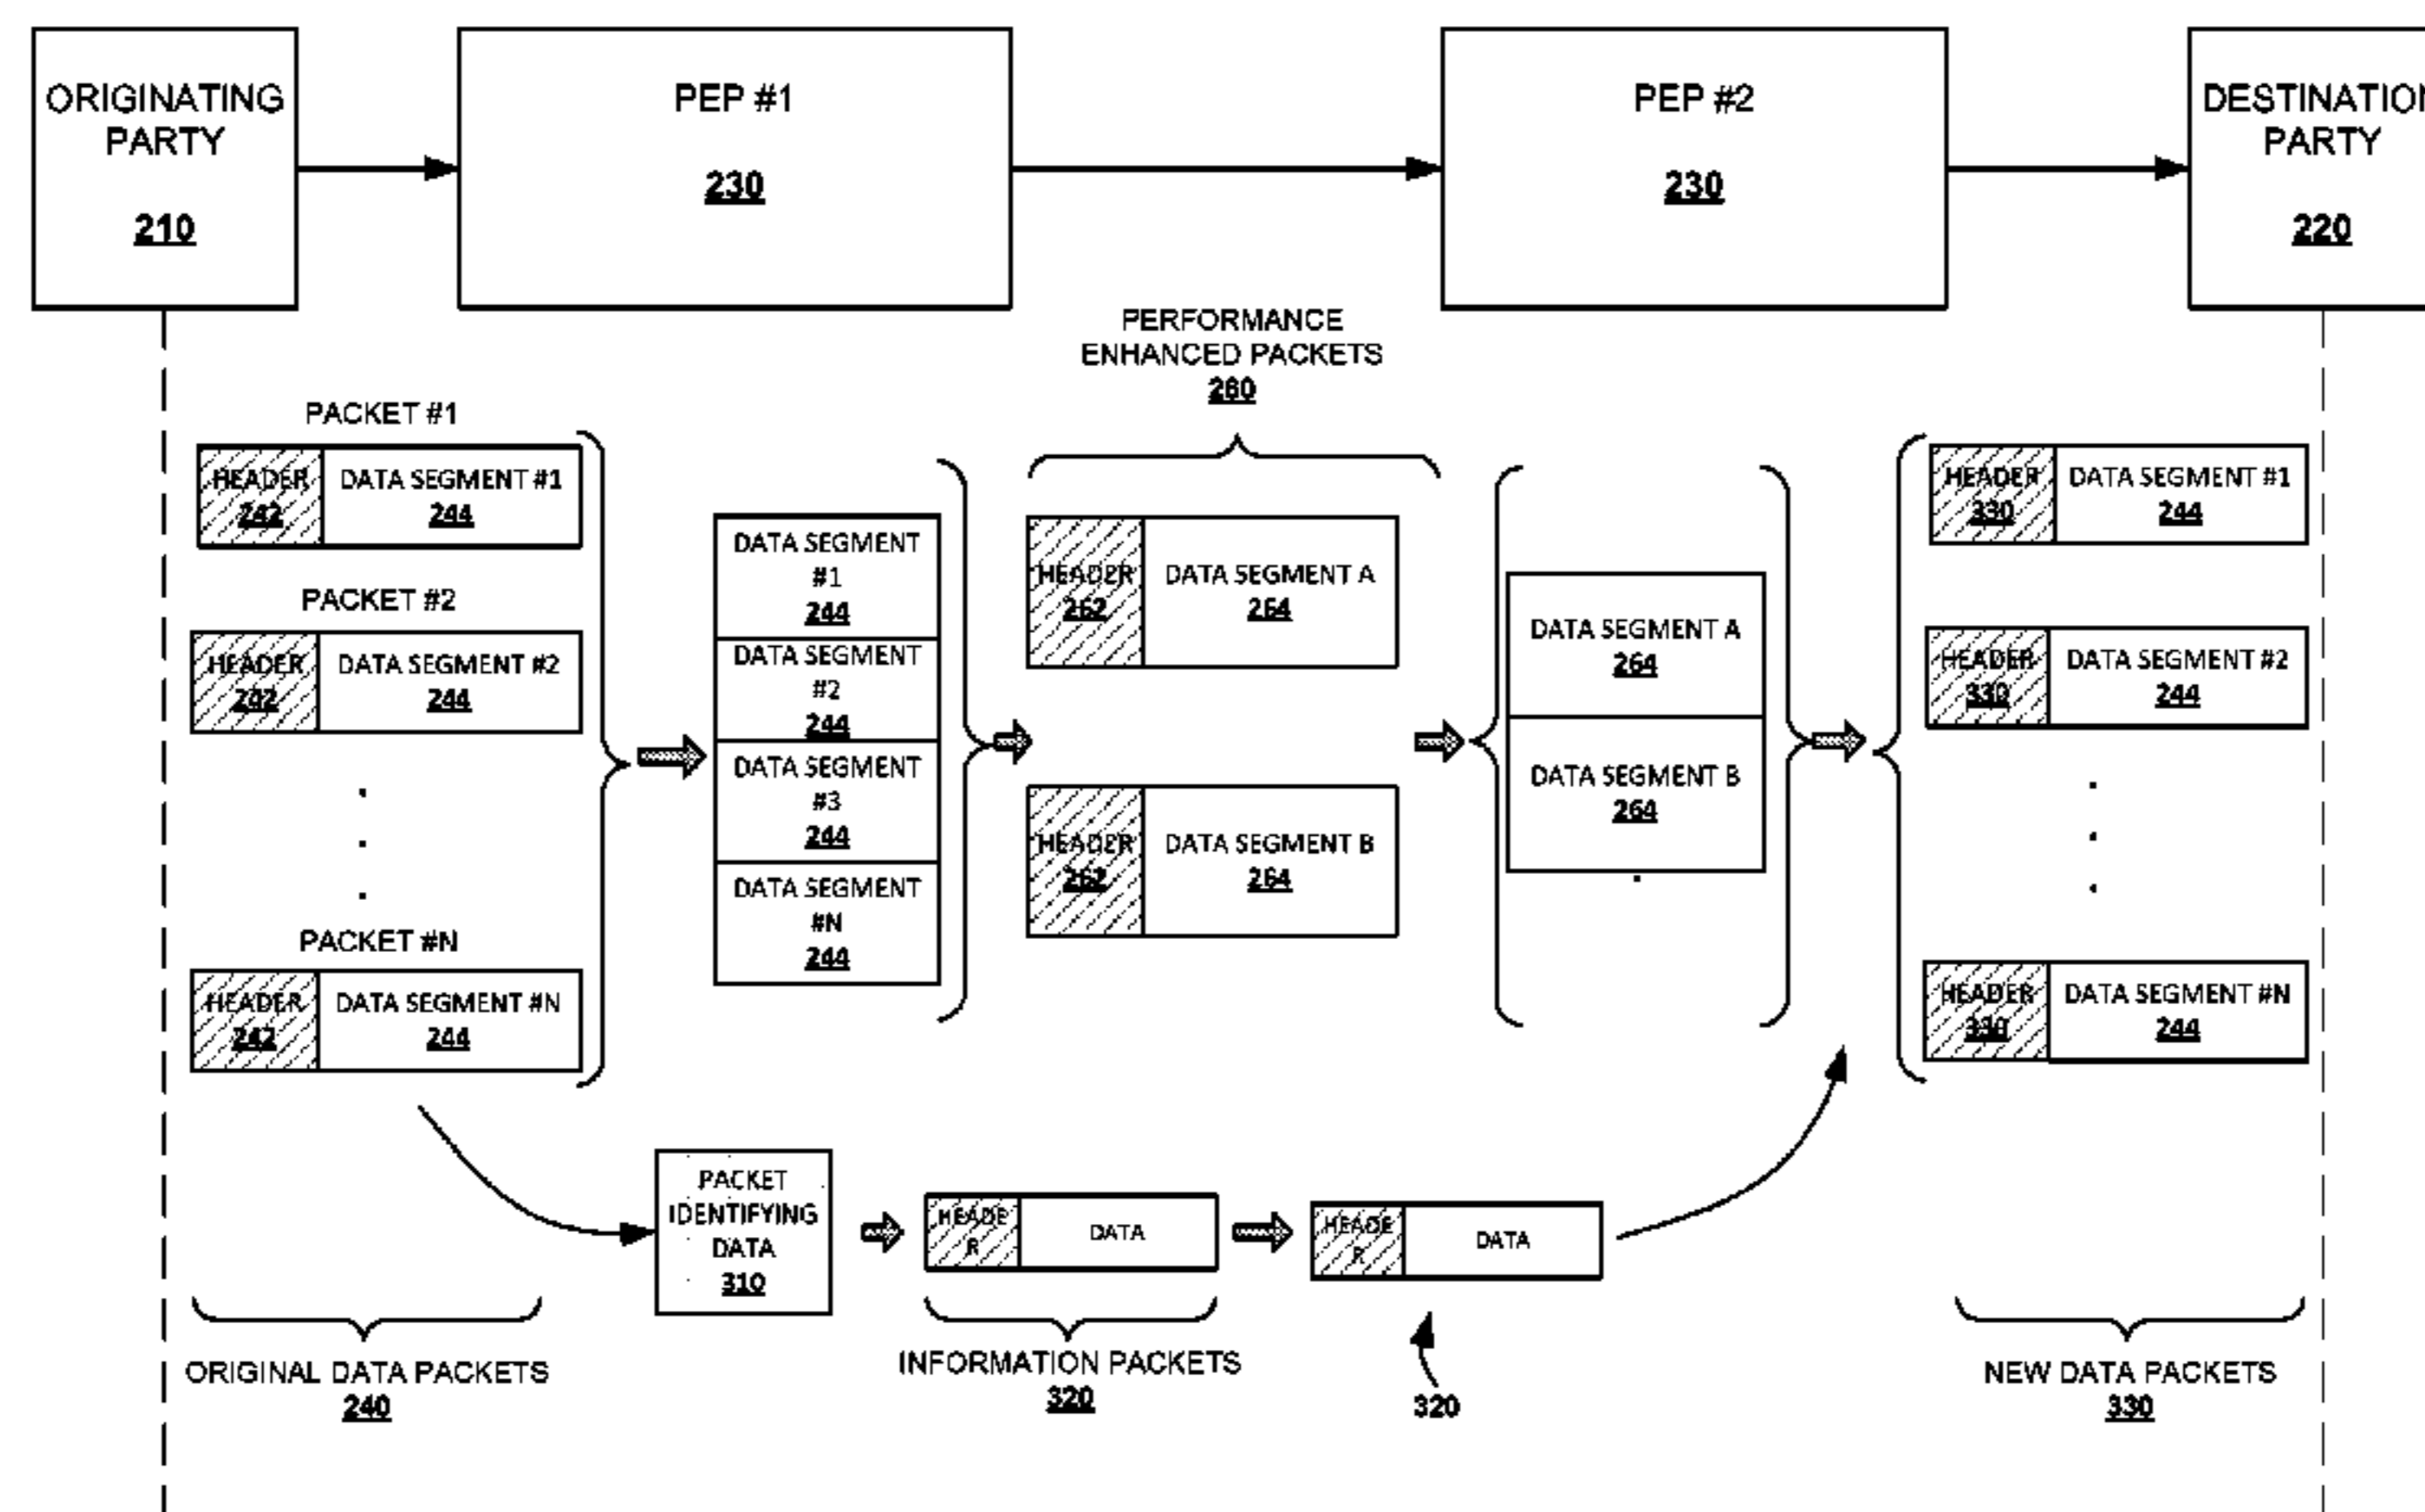 ORIGINATING
PARTY
210
PEP #1
230
PEP #2
230
DESTINATION
PARTY
220
PERFORMANCE
ENHANCED PACKETS
260
PACKET #1
HEADER
242
DATA SEGMENT #1
244
PACKET #2
HEADER
242
DATA SEGMENT #2
244
.
.
.
PACKET #N
HEADER
242
DATA SEGMENT #N
244
DATA SEGMENT
#1
244
DATA SEGMENT
#2
244
DATA SEGMENT
#3
244
DATA SEGMENT
#N
244
HEADER
262
DATA SEGMENT A
264
HEADER
262
DATA SEGMENT B
264
DATA SEGMENT A
264
DATA SEGMENT B
264
.
HEADER
330
DATA SEGMENT #1
244
HEADER
330
DATA SEGMENT #2
244
.
.
.
HEADER
330
DATA SEGMENT #N
244
PACKET
IDENTIFYING
DATA
310
HEADE
R
DATA
HEADE
R
DATA
ORIGINAL DATA PACKETS
240
INFORMATION PACKETS
320
320
NEW DATA PACKETS
330